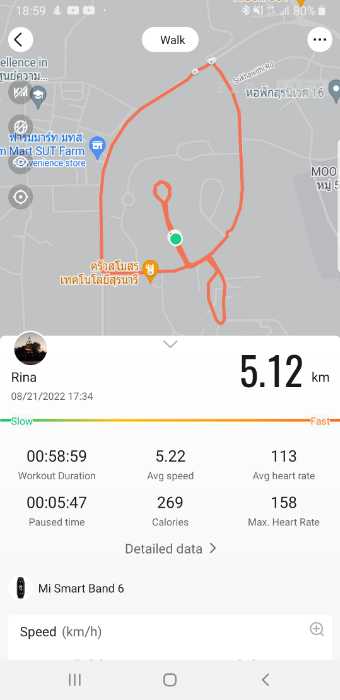 18:59
80%
Walk
ellence in
ศูนย์ความ...
หอพักสุรนิเวศ 16
ฟาร์มมาร์ท มทส.
m Mart SUT Farm
Convenience store
MOO
หมู่ 5
ครัวสโมสร
เทคโนโลยีสุรนารี
Rina
5.12 km
08/21/2022 17:34
Slow
Fast
00:58:59
5.22
113
Workout Duration
Avg speed
Avg heart rate
00:05:47
269
158
Paused time
Calories
Max. Heart Rate
Detailed data
Mi Smart Band 6
Speed (km/h)